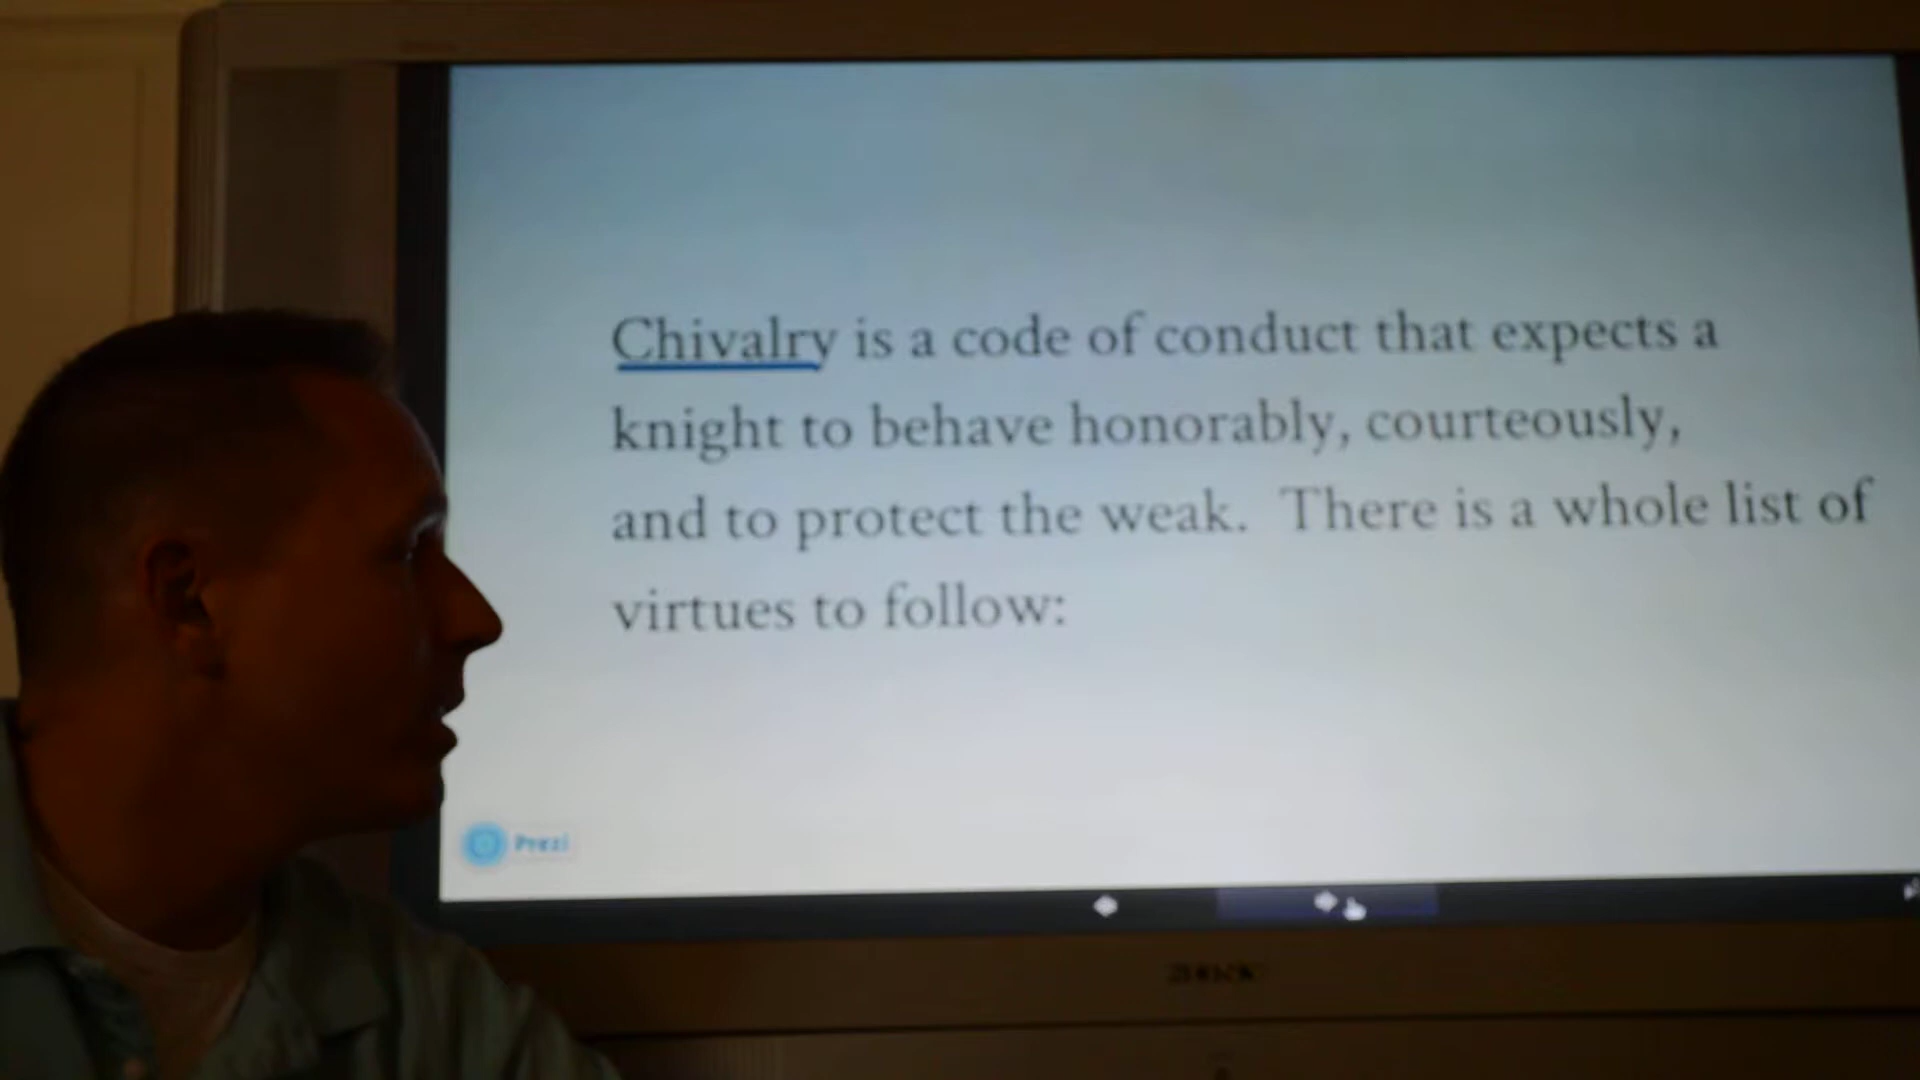 Chivalry is a code of conduct that expects a
knight to behave honorably, courteously,
and to protect the weak. There is a whole list of
virtues to follow:
Prezi